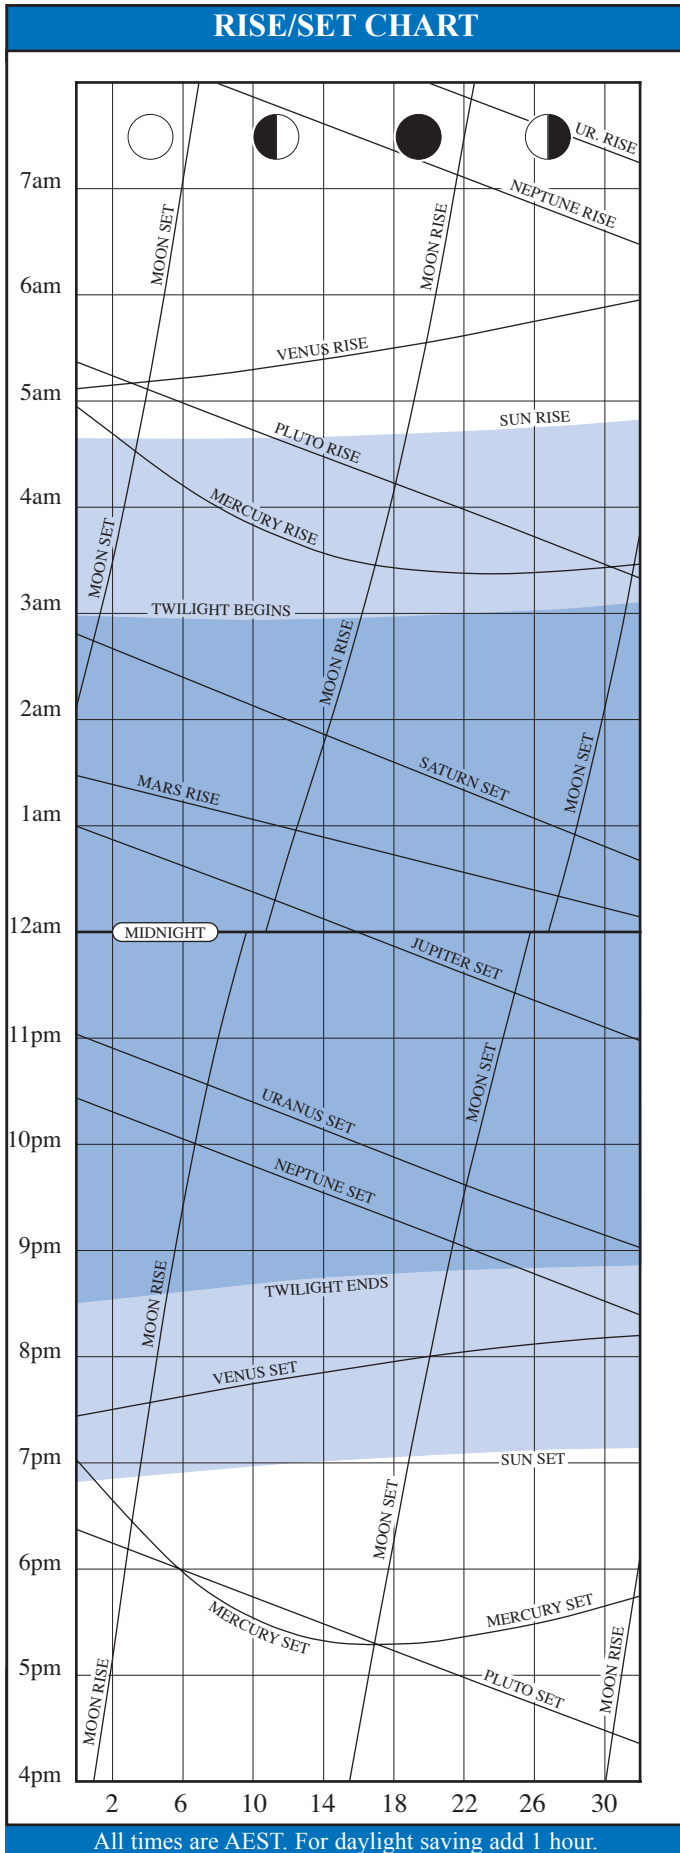 RISE/SET CHART
UR. RISE
NEPTUNE RISE
7am
MOON SET
MOON RISE
6am
VENUS RISE
5am
SUN RISE
PLUTO RISE
4am
MERCURY RISE
MOON SET
3am
TWILIGHT BEGINS
MOON RISE
2am
SATURN SET
MOON SET
MARS RISE
1am
12am
MIDNIGHT
JUPITER SET
11pm
MOON SET
URANUS SET
10pm
NEPTUNE SET
9pm
MOON RISE
TWILIGHT ENDS
8pm
VENUS SET
7pm
SUN SET
MOON SET
6pm
MERCURY SET
MERCURY SET
5pm
MOON RISE
PLUTO SET
MOON RISE
4pm
2 6 10 14 18 22 26 30
All times are AEST. For daylight saving add 1 hour.